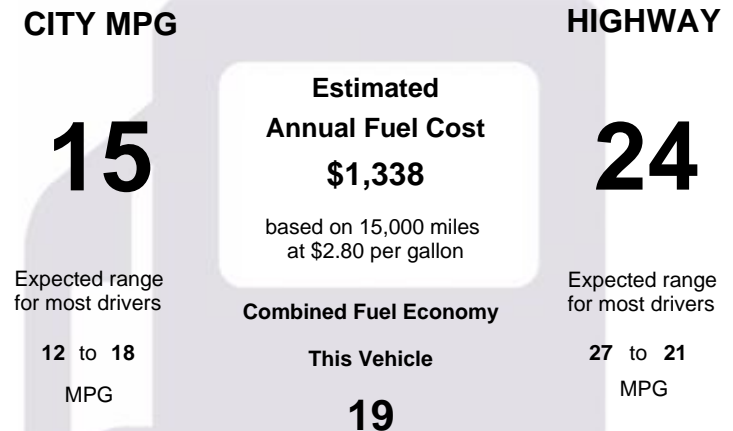 CITY MPG
15
Expected range
for most drivers
12 to 18
MPG
Estimated
Annual Fuel Cost
$1,338
based on 15,000 miles
at $2.80 per gallon
Combined Fuel Economy
This Vehicle
19
HIGHWAY
24
Expected range
for most drivers
27 to 21
MPG